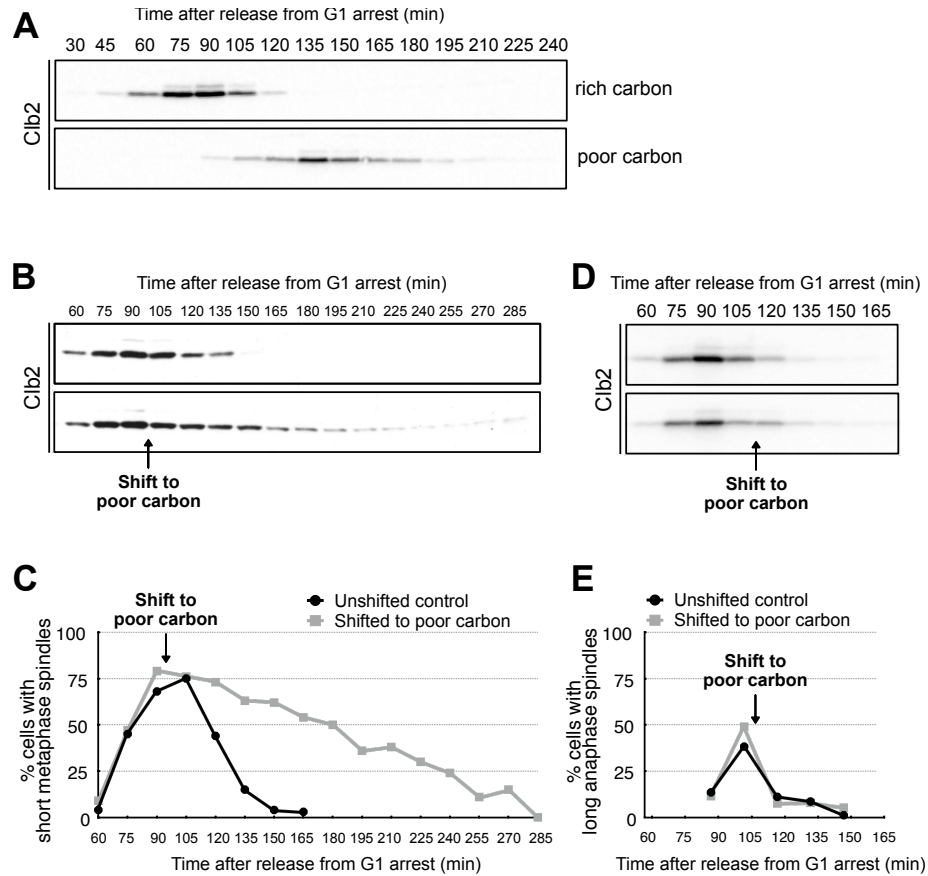 A
Time after release from G1 arrest (min)
30 45 60 75 90 105 120 135 150 165 180 195 210 225 240
Clb2
rich carbon
poor carbon
B
Time after release from G1 arrest (min)
60 75 90 105 120 135 150 165 180 195 210 225 240 255 270 285
Clb2
Shift to
poor carbon
D
Time after release from G1 arrest (min)
60 75 90 105 120 135 150 165
Clb2
Shift to
poor carbon
C
Shift to
poor carbon
Unshifted control
Shifted to poor carbon
% cells with
short metaphase spindles
100
75
50
25
0
60 75 90 105 120 135 150 165 180 195 210 225 240 255 270 285
Time after release from G1 arrest (min)
E
Unshifted control
Shifted to poor carbon
Shift to
poor carbon
% cells with
long anaphase spindles
100
75
50
25
0
60 75 90 105 120 135 150 165
Time after release from G1 arrest (min)